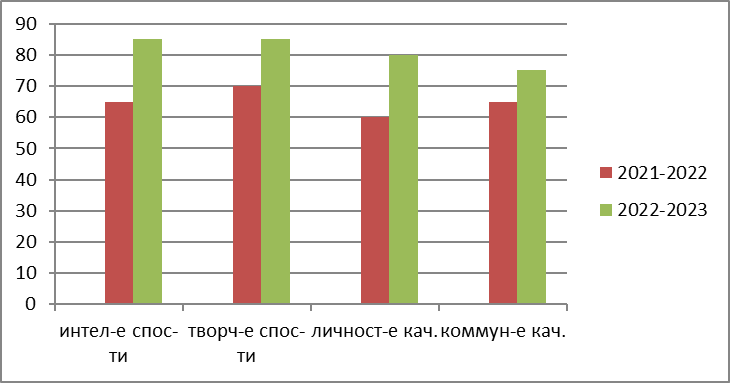 90
80
70
60
50
40
30
20
10
0
интел-е спос-
ти
творч-е спос-
ти
личност-е кач.
коммун-е кач.
2021-2022
2022-2023